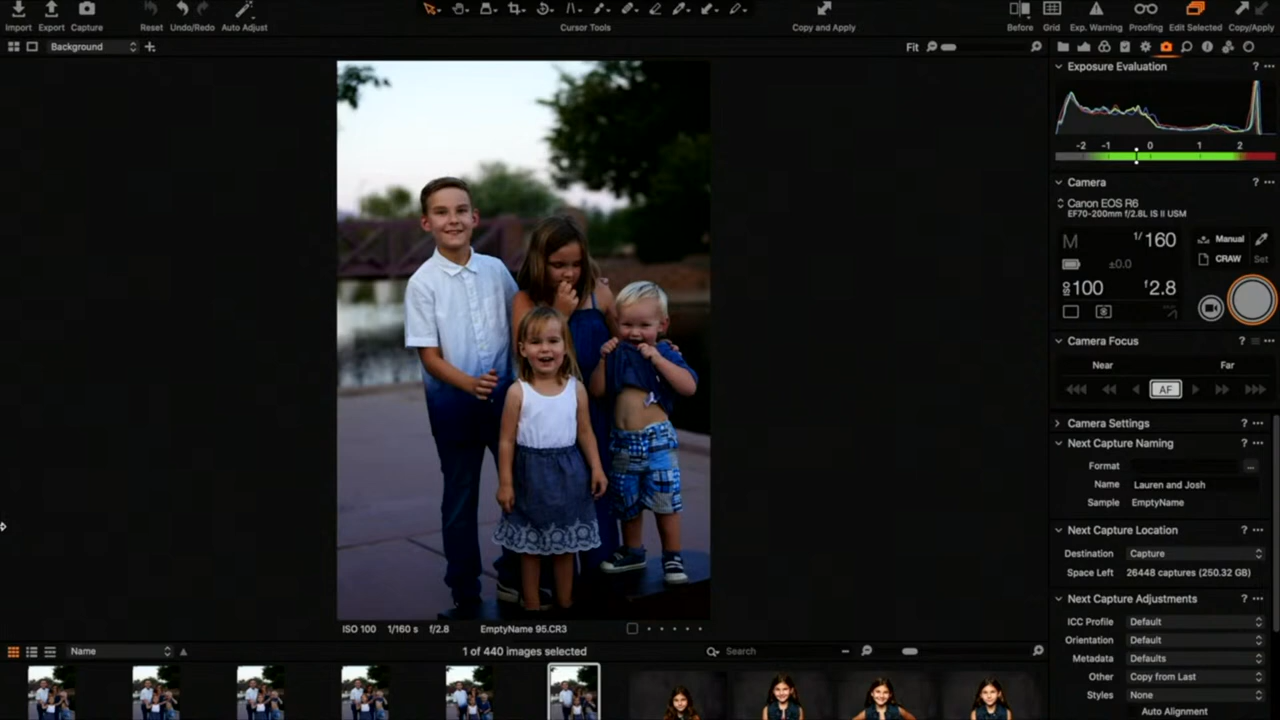 Import Export Capture Reset Undo/Redo Auto Adjust Cursor Tools Copy and Apply Before Grid Exp. Warning Proofing Edit Selected Copy/Apply
Background Fit
Exposure Evaluation ? ...
-2 -1 0 1 2
Camera ? ...
Canon EOS R6
EF70-200mm f/2.8L IS II USM
M 1/160 Manual
±0.0 CRAW Set
ISO 100 f2.8
Camera Focus ? ...
Near Far
AF
Camera Settings ? ...
Next Capture Naming ? ...
Format ...
Name Lauren and Josh
Sample EmptyName
Next Capture Location ? ...
Destination Capture
Space Left 26448 captures (250.32 GB)
Next Capture Adjustments ? ...
ICC Profile Default
Orientation Default
Metadata Defaults
Other Copy from Last
Styles None
Auto Alignment
ISO 100 1/160 s f/2.8 EmptyName 95.CR3
Name 1 of 440 images selected Search